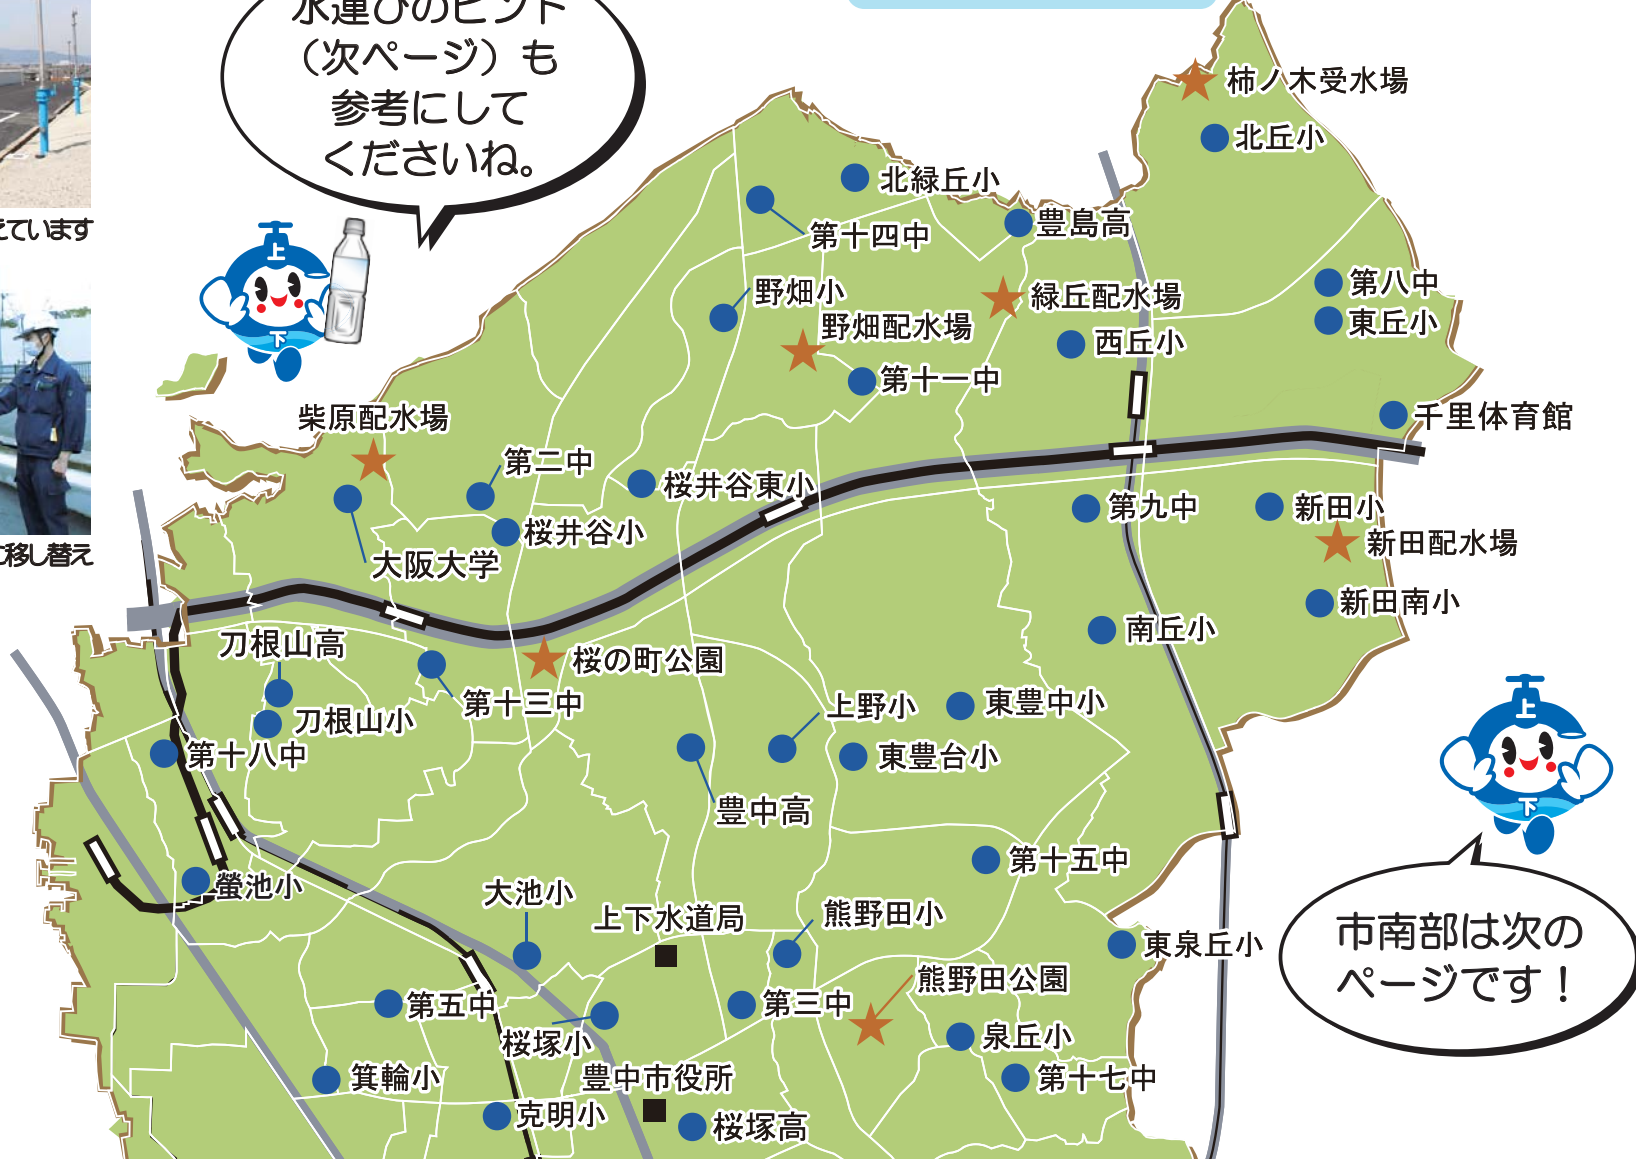 水運びのヒント
（次ページ）も
参考にして
くださいね。
えています
移し替え
上
下
柿ノ木受水場
北丘小
北緑丘小
第十四中
豊島高
野畑小
緑丘配水場
野畑配水場
西丘小
第十一中
第八中
東丘小
千里体育館
柴原配水場
第二中
桜井谷東小
桜井谷小
大阪大学
第九中
新田小
新田配水場
新田南小
南丘小
刀根山高
刀根山小
第十三中
桜の町公園
第十八中
上野小
東豊中小
東豊台小
豊中高
第十五中
螢池小
大池小
上下水道局
熊野田小
東泉丘小
熊野田公園
第五中
桜塚小
第三中
泉丘小
第十七中
箕輪小
豊中市役所
克明小
桜塚高
上
下
市南部は次の
ページです！